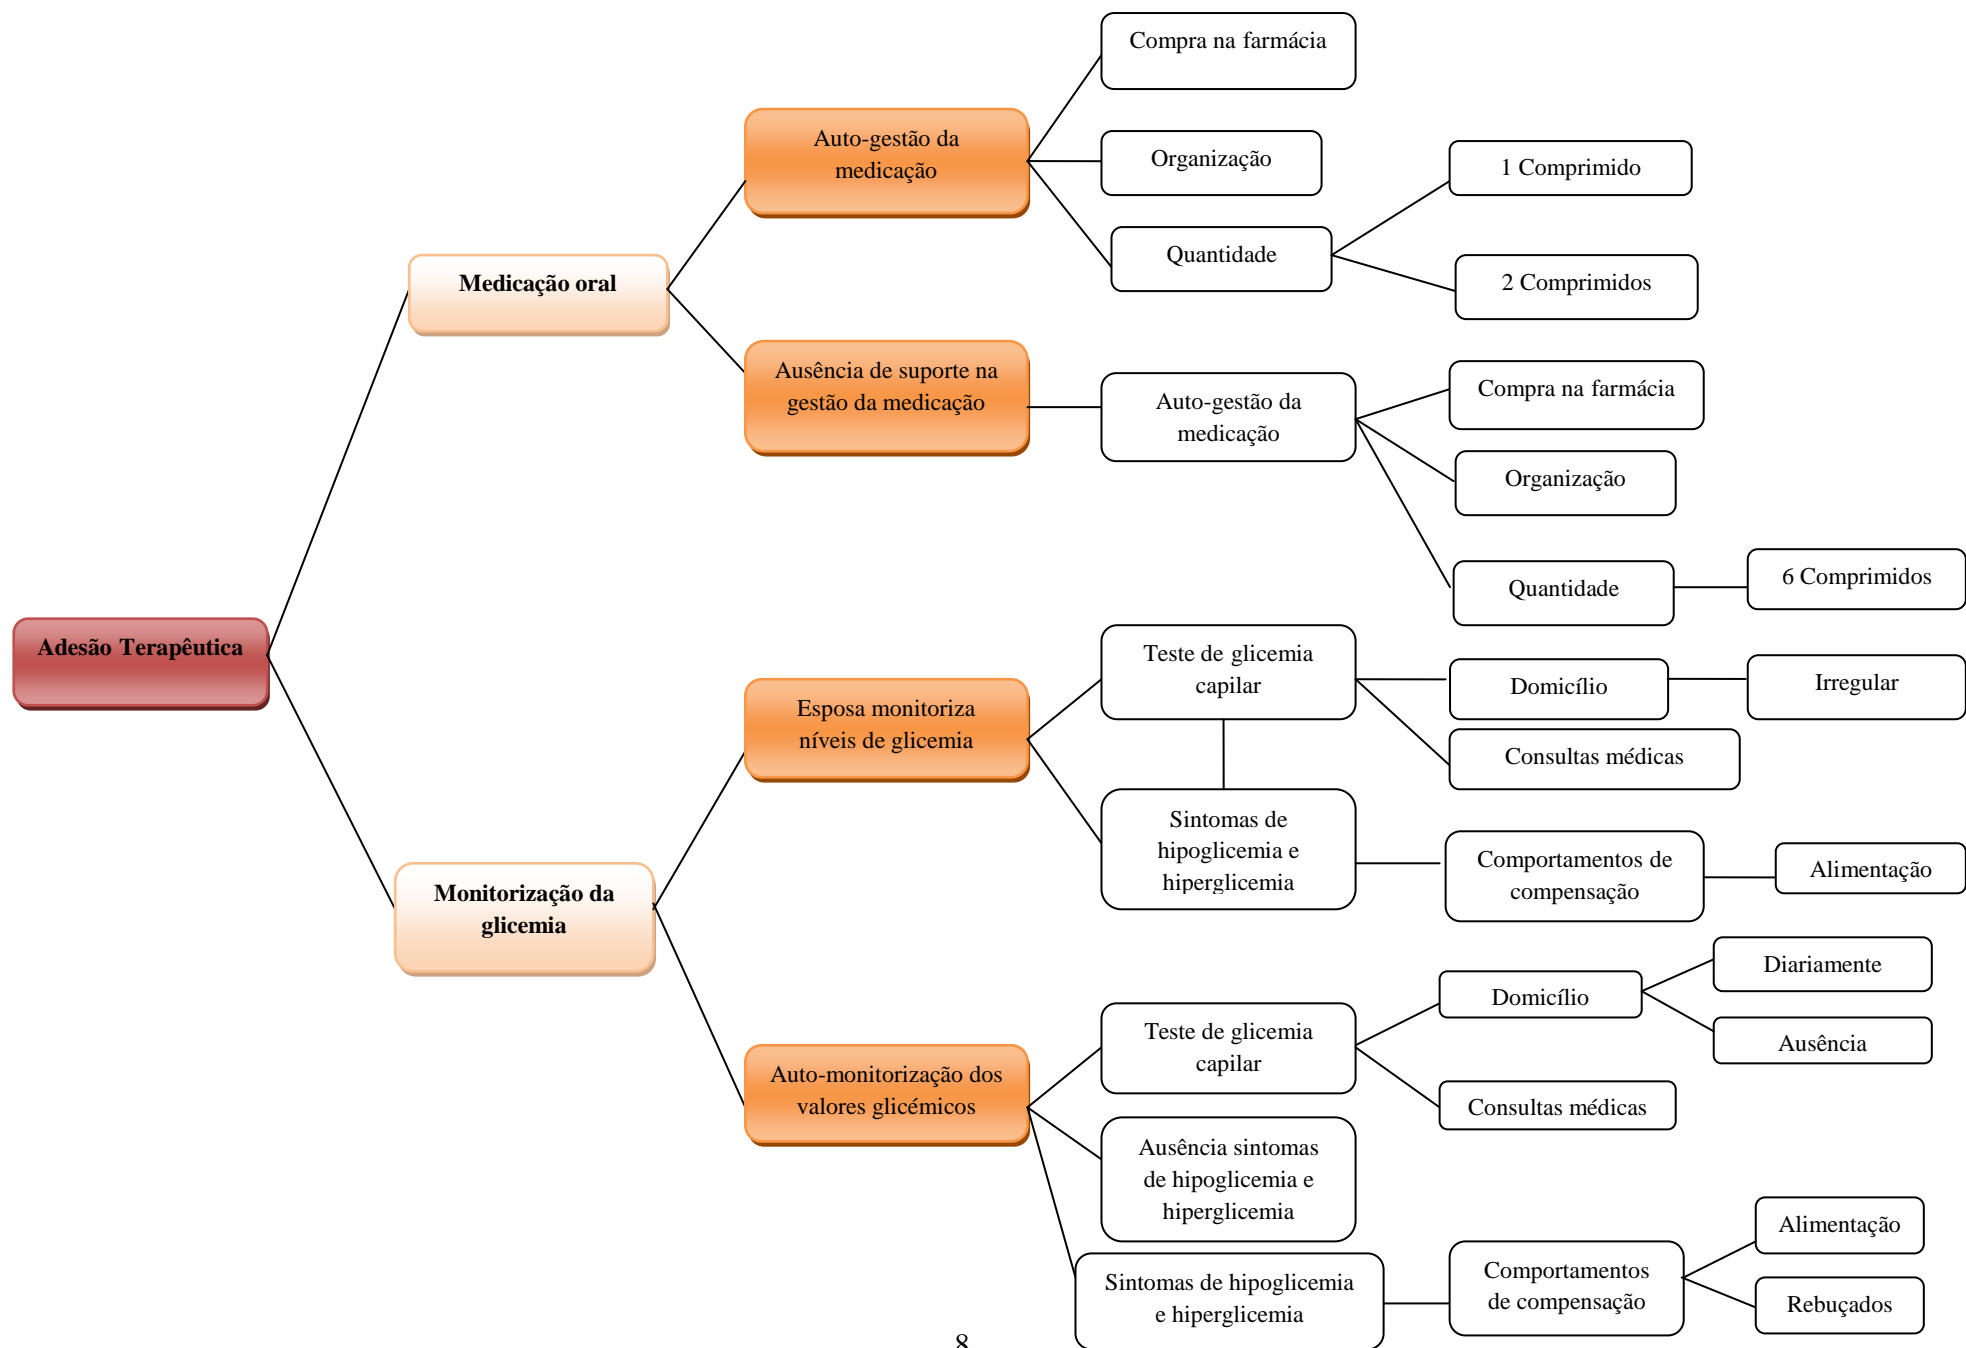 Compra na farmácia
Auto-gestão da
medicação
Organização
1 Comprimido
Quantidade
2 Comprimidos
Medicação oral
Ausência de suporte na
gestão da medicação
Auto-gestão da
medicação
Compra na farmácia
Organização
Quantidade
6 Comprimidos
Adesão Terapêutica
Esposa monitoriza
níveis de glicemia
Teste de glicemia
capilar
Domicílio
Irregular
Consultas médicas
Sintomas de
hipoglicemia e
hiperglicemia
Comportamentos de
compensação
Alimentação
Monitorização da
glicemia
Auto-monitorização dos
valores glicémicos
Teste de glicemia
capilar
Domicílio
Diariamente
Ausência
Consultas médicas
Ausência sintomas
de hipoglicemia e
hiperglicemia
Sintomas de hipoglicemia
e hiperglicemia
Comportamentos
de compensação
Alimentação
Rebuçados
8